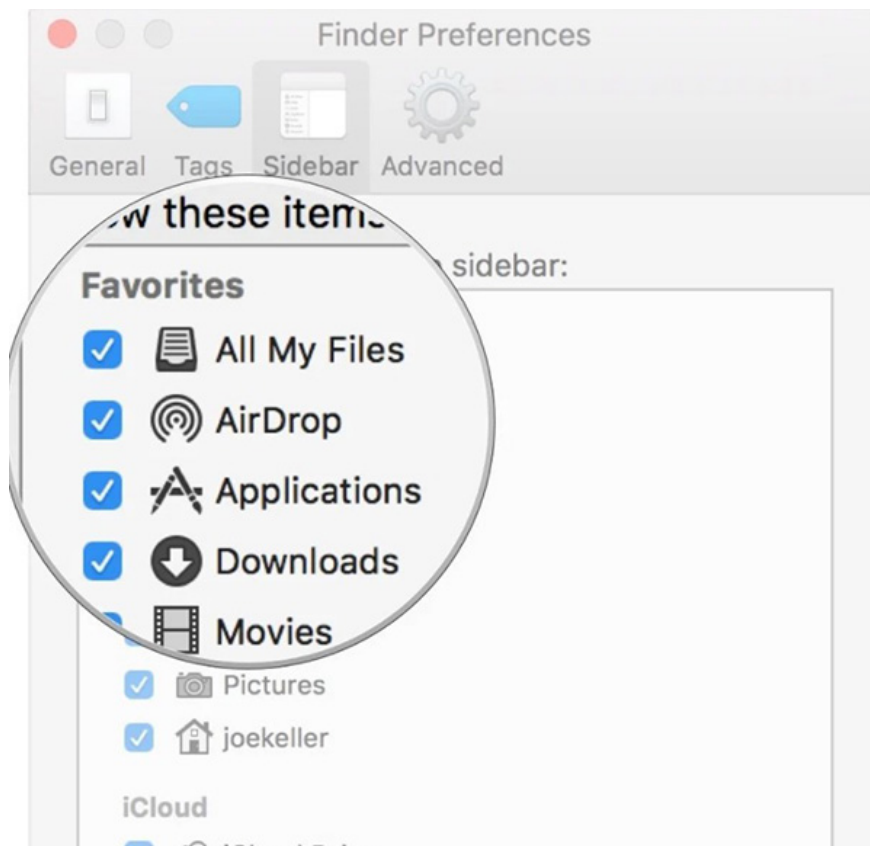 Finder Preferences
General Tags Sidebar Advanced
these items
sidebar:
Favorites
All My Files
AirDrop
Applications
Downloads
Movies
Pictures
joekeller
iCloud